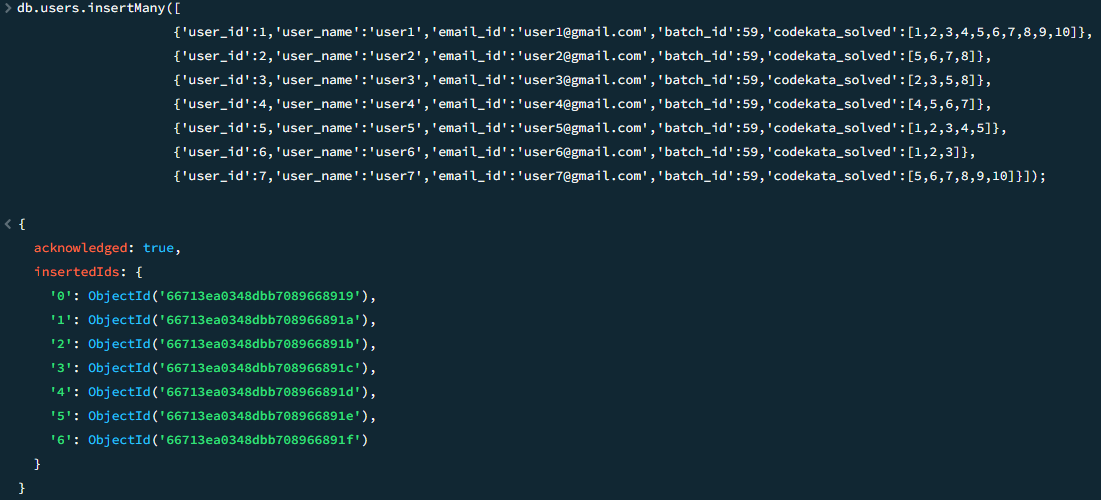 db.users.insertMany([
{'user_id':1,'user_name':'user1','email_id':'user1@gmail.com','batch_id':59,'codekata_solved':[1,2,3,4,5,6,7,8,9,10]},
{'user_id':2,'user_name':'user2','email_id':'user2@gmail.com','batch_id':59,'codekata_solved':[5,6,7,8]},
{'user_id':3,'user_name':'user3','email_id':'user3@gmail.com','batch_id':59,'codekata_solved':[2,3,5,8]},
{'user_id':4,'user_name':'user4','email_id':'user4@gmail.com','batch_id':59,'codekata_solved':[4,5,6,7]},
{'user_id':5,'user_name':'user5','email_id':'user5@gmail.com','batch_id':59,'codekata_solved':[1,2,3,4,5]},
{'user_id':6,'user_name':'user6','email_id':'user6@gmail.com','batch_id':59,'codekata_solved':[1,2,3]},
{'user_id':7,'user_name':'user7','email_id':'user7@gmail.com','batch_id':59,'codekata_solved':[5,6,7,8,9,10]}]);
{
acknowledged: true,
insertedIds: {
'0': ObjectId('66713ea0348dbb7089668919'),
'1': ObjectId('66713ea0348dbb708966891a'),
'2': ObjectId('66713ea0348dbb708966891b'),
'3': ObjectId('66713ea0348dbb708966891c'),
'4': ObjectId('66713ea0348dbb708966891d'),
'5': ObjectId('66713ea0348dbb708966891e'),
'6': ObjectId('66713ea0348dbb708966891f')
}
}